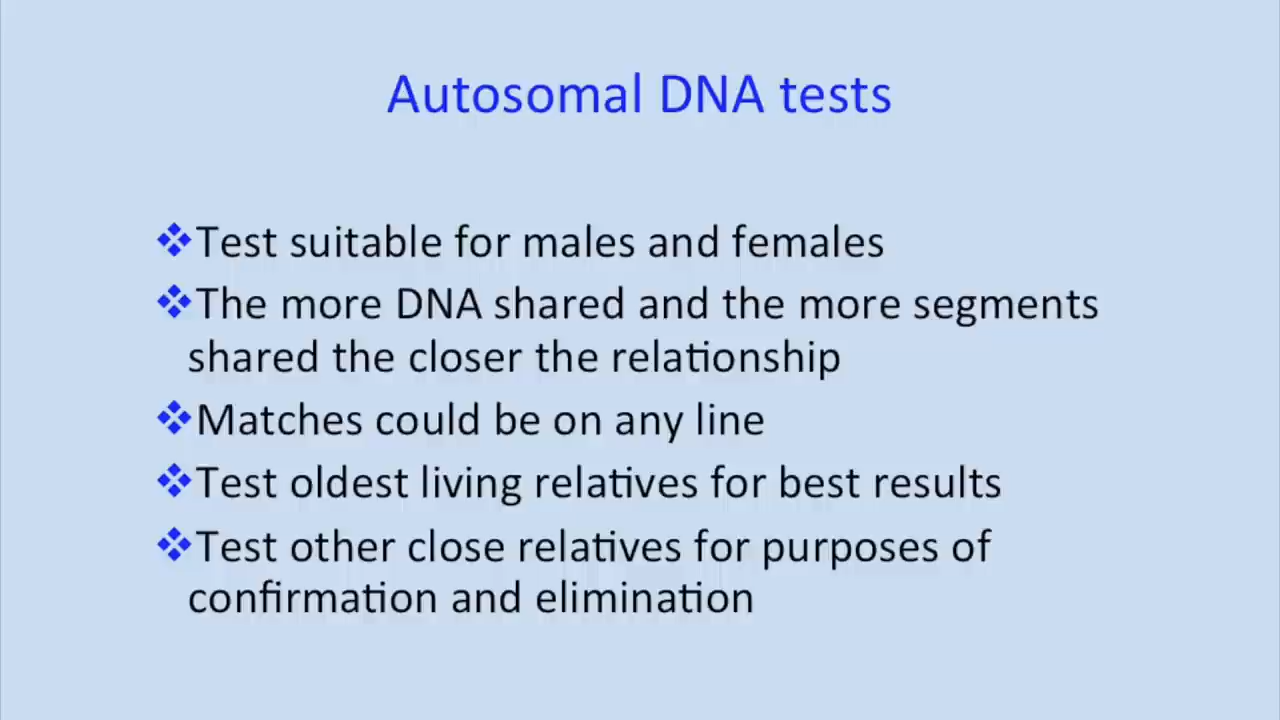 Autosomal DNA tests
❖Test suitable for males and females
❖The more DNA shared and the more segments
shared the closer the relationship
❖Matches could be on any line
❖Test oldest living relatives for best results
❖Test other close relatives for purposes of
confirmation and elimination